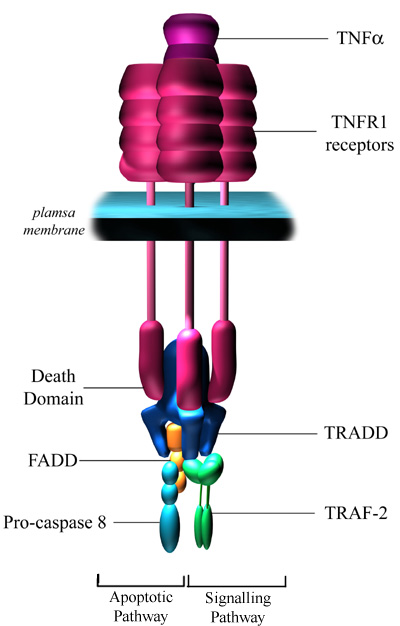 TNFα
TNFR1
receptors
plamsa
membrane
Death
Domain
TRADD
FADD
TRAF-2
Pro-caspase 8
Apoptotic
Pathway
Signalling
Pathway